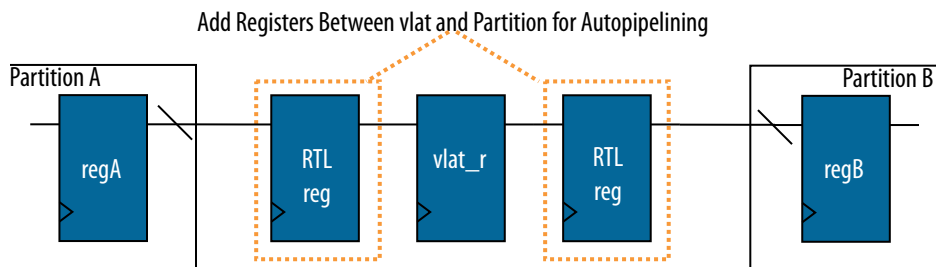 Add Registers Between vlat and Partition for Autopipelining
Partition A
Partition B
regA
RTL
reg
vlat_r
RTL
reg
regB